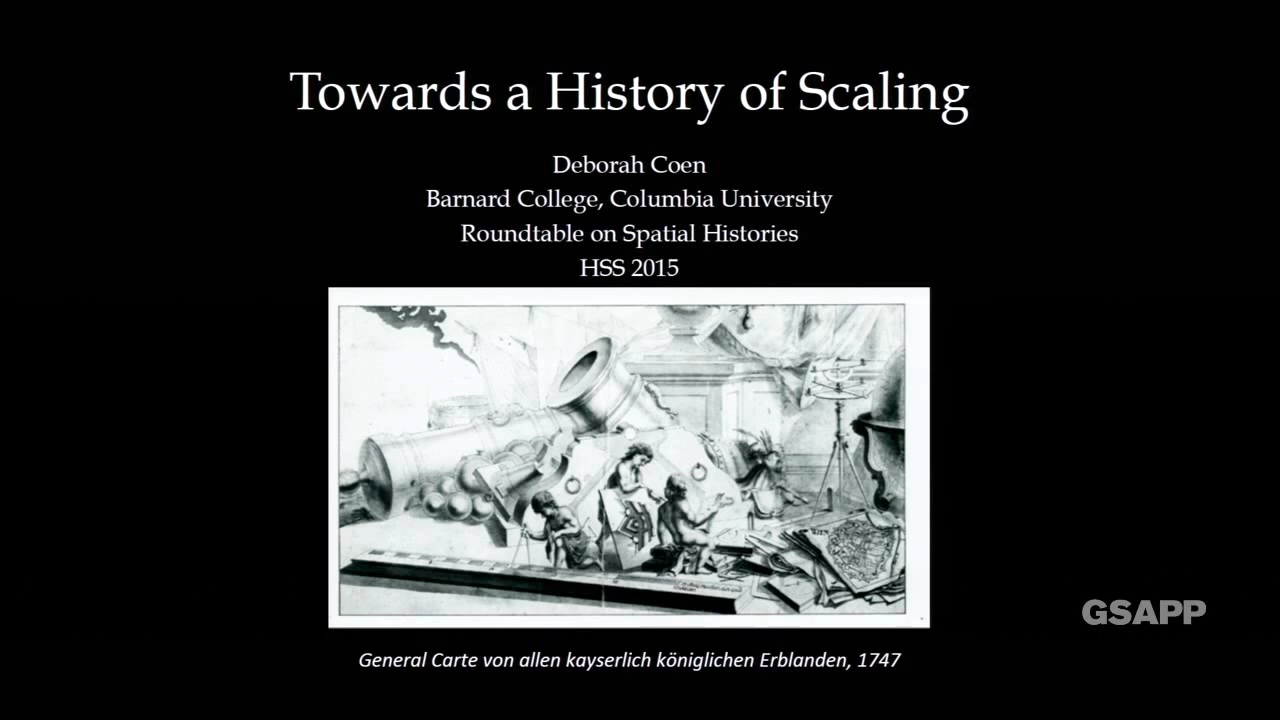 Towards a History of Scaling
Deborah Coen
Barnard College, Columbia University
Roundtable on Spatial Histories
HSS 2015
WIEN
GSAPP
General Carte von allen kayserlich königlichen Erblanden, 1747